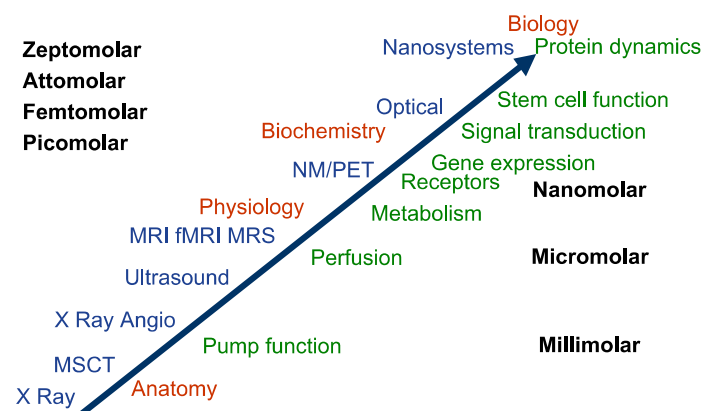 Biology
Zeptomolar
Nanosystems
Protein dynamics
Attomolar
Optical
Stem cell function
Femtomolar
Biochemistry
Signal transduction
Picomolar
NM/PET
Gene expression
Receptors
Nanomolar
Physiology
Metabolism
MRI fMRI MRS
Perfusion
Micromolar
Ultrasound
X Ray Angio
Pump function
Millimolar
MSCT
Anatomy
X Ray